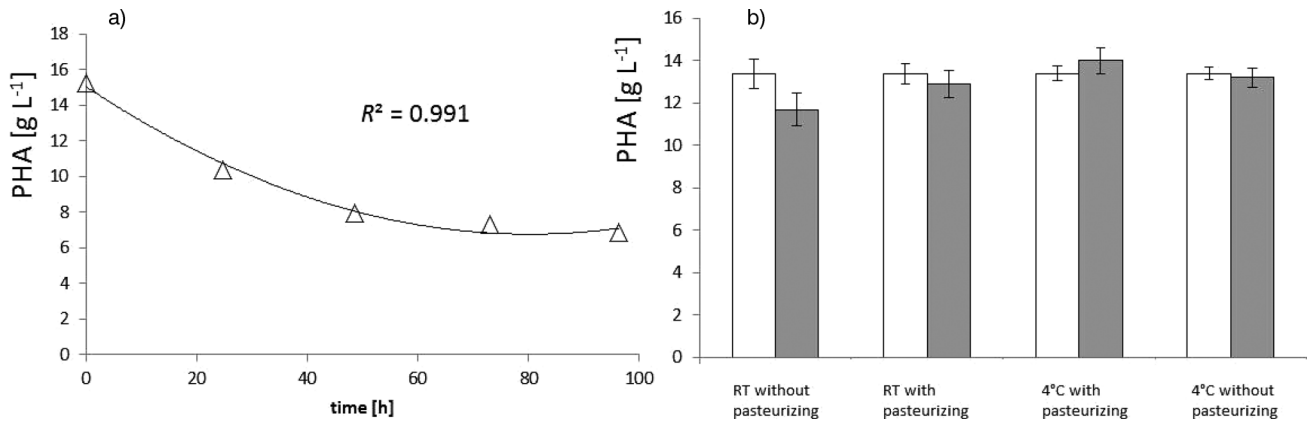 a)
PHA [g L⁻¹]
18
16
14
12
10
8
6
4
2
0
R² = 0.991
0 20 40 60 80 100
time [h]
b)
PHA [g L⁻¹]
16
14
12
10
8
6
4
2
0
RT without
pasteurizing
RT with
pasteurizing
4°C with
pasteurizing
4°C without
pasteurizing